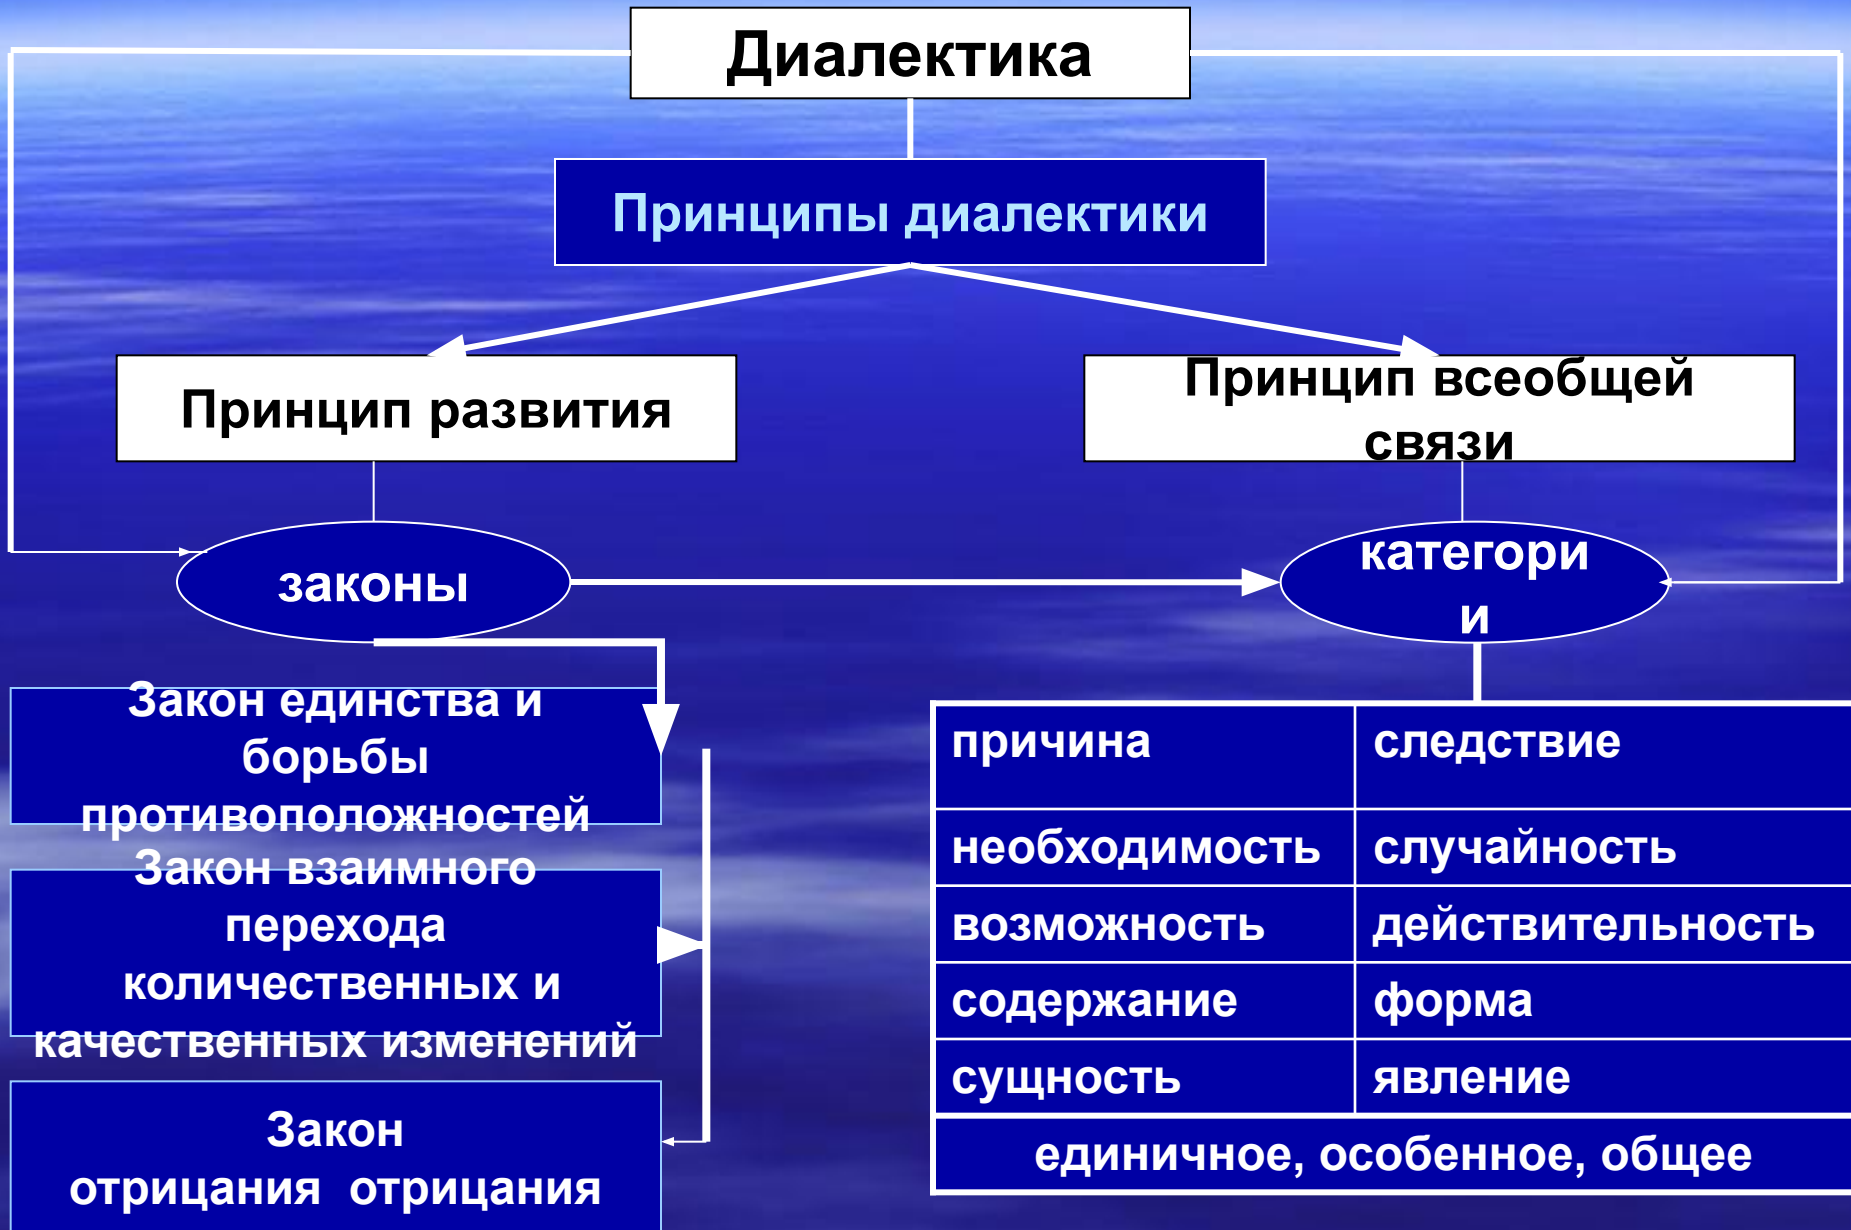 Диалектика
Принципы диалектики
Принцип развития
Принцип всеобщей
связи
законы
категори
и
Закон единства и
борьбы
противоположностей
Закон взаимного
перехода
количественных и
качественных изменений
Закон
отрицания отрицания
причина следствие
необходимость случайность
возможность действительность
содержание форма
сущность явление
единичное, особенное, общее